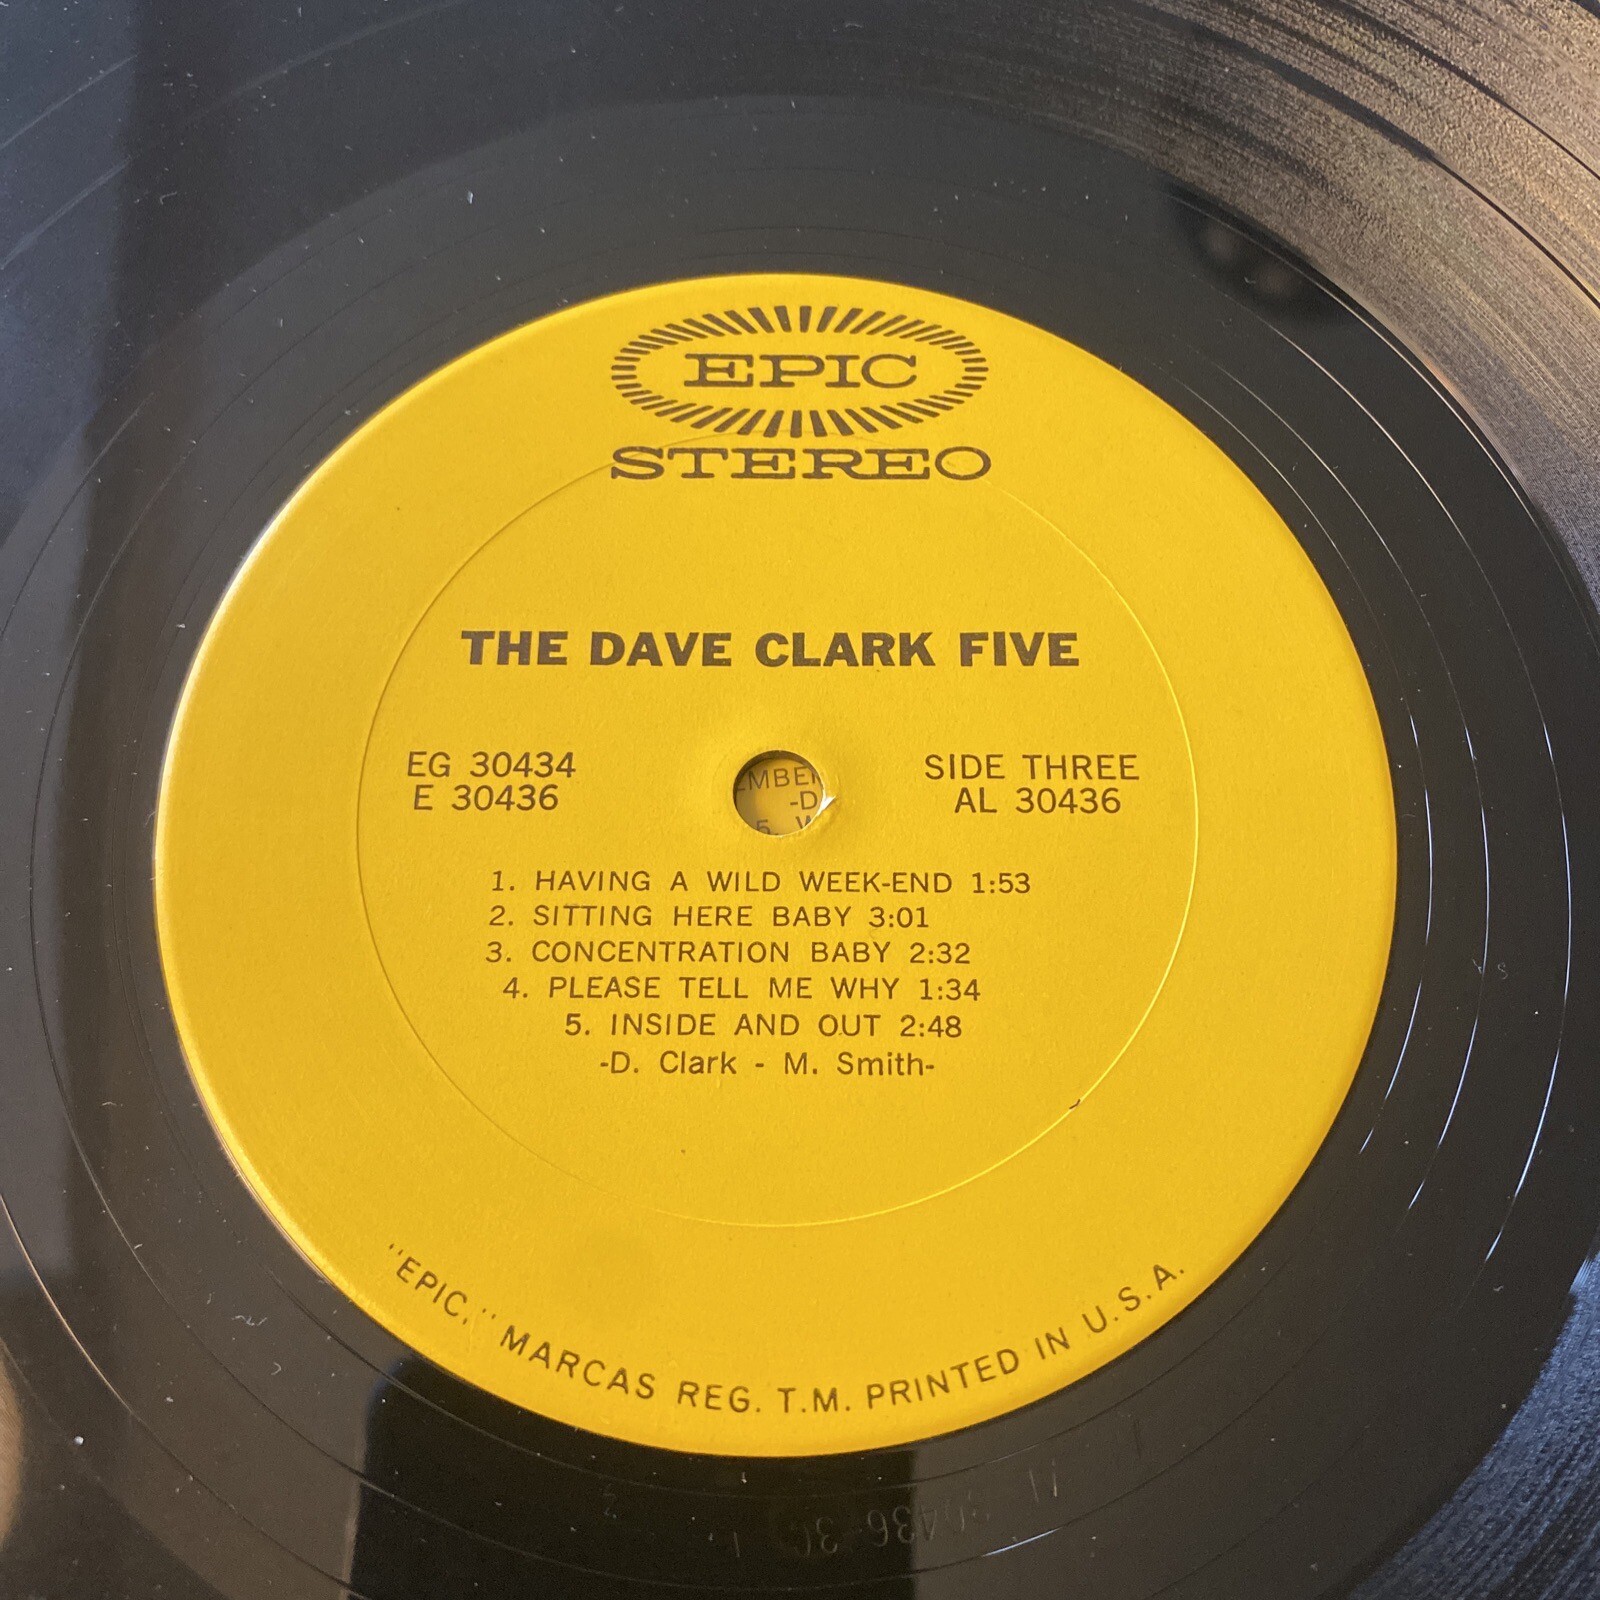 EPIC
STEREO
THE DAVE CLARK FIVE
EG 30434
E 30436
SIDE THREE
AL 30436
-D
5.
1. HAVING A WILD WEEK-END 1:53
2. SITTING HERE BABY 3:01
3. CONCENTRATION BABY 2:32
4. PLEASE TELL ME WHY 1:34
5. INSIDE AND OUT 2:48
-D. Clark - M. Smith-
"EPIC," MARCAS REG. T.M. PRINTED IN U.S.A.